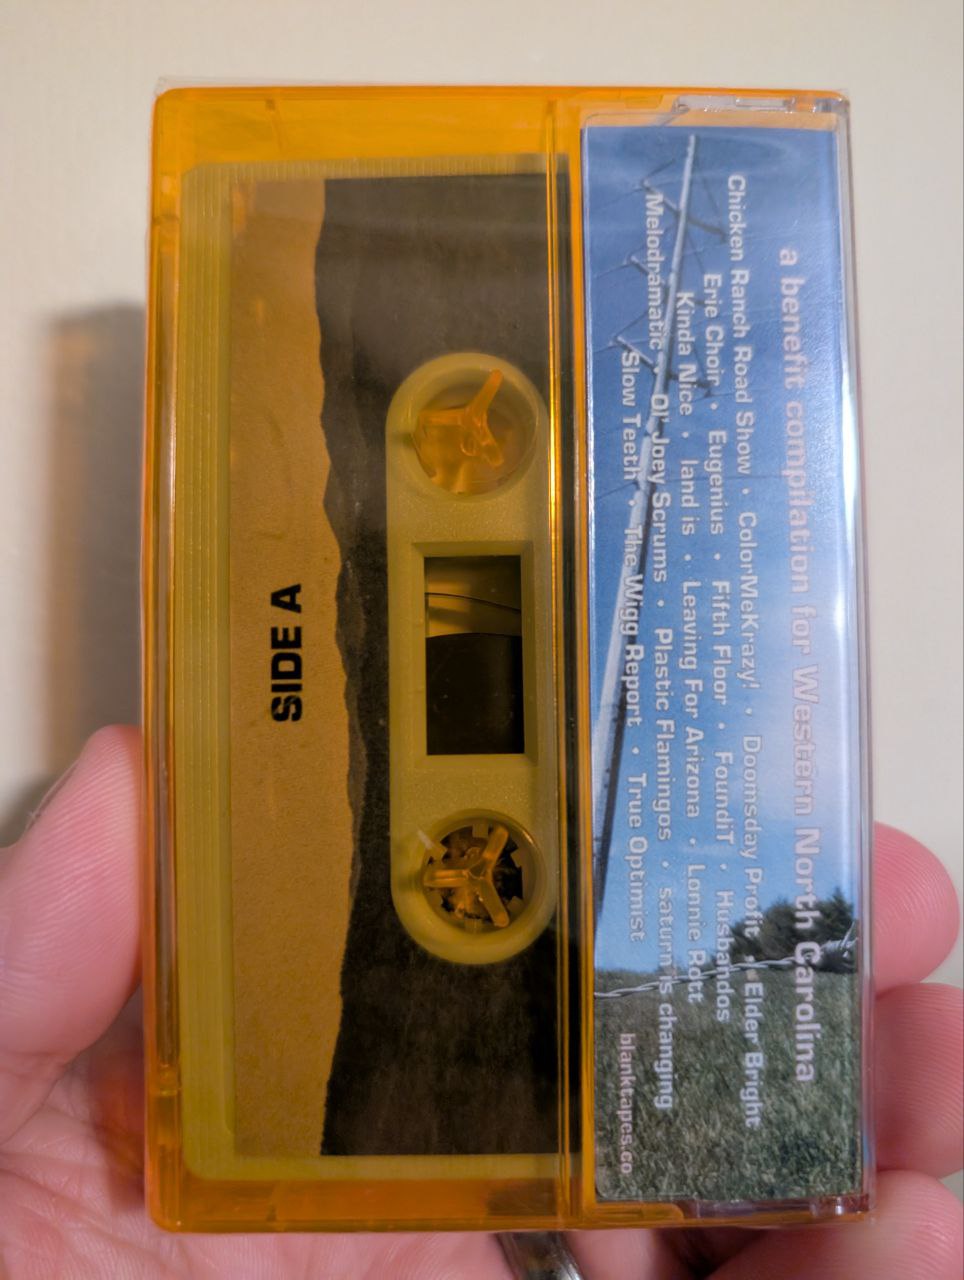 a benefit compilation for Western North Carolina
Chicken Ranch Road Show • ColorMeKrazy! • Doomsday Profit • Elder Bright
Erie Choir • Eugenius • Fifth Floor • FoundiT • Husbandos
Kinda Nice • land is • Leaving For Arizona • Lonnie Rott
Melodramatic • Ol' Joey Scrums • Plastic Flamingos • saturn is changing
Slow Teeth • The Wigg Report • True Optimist
blanktapes.co
SIDE A